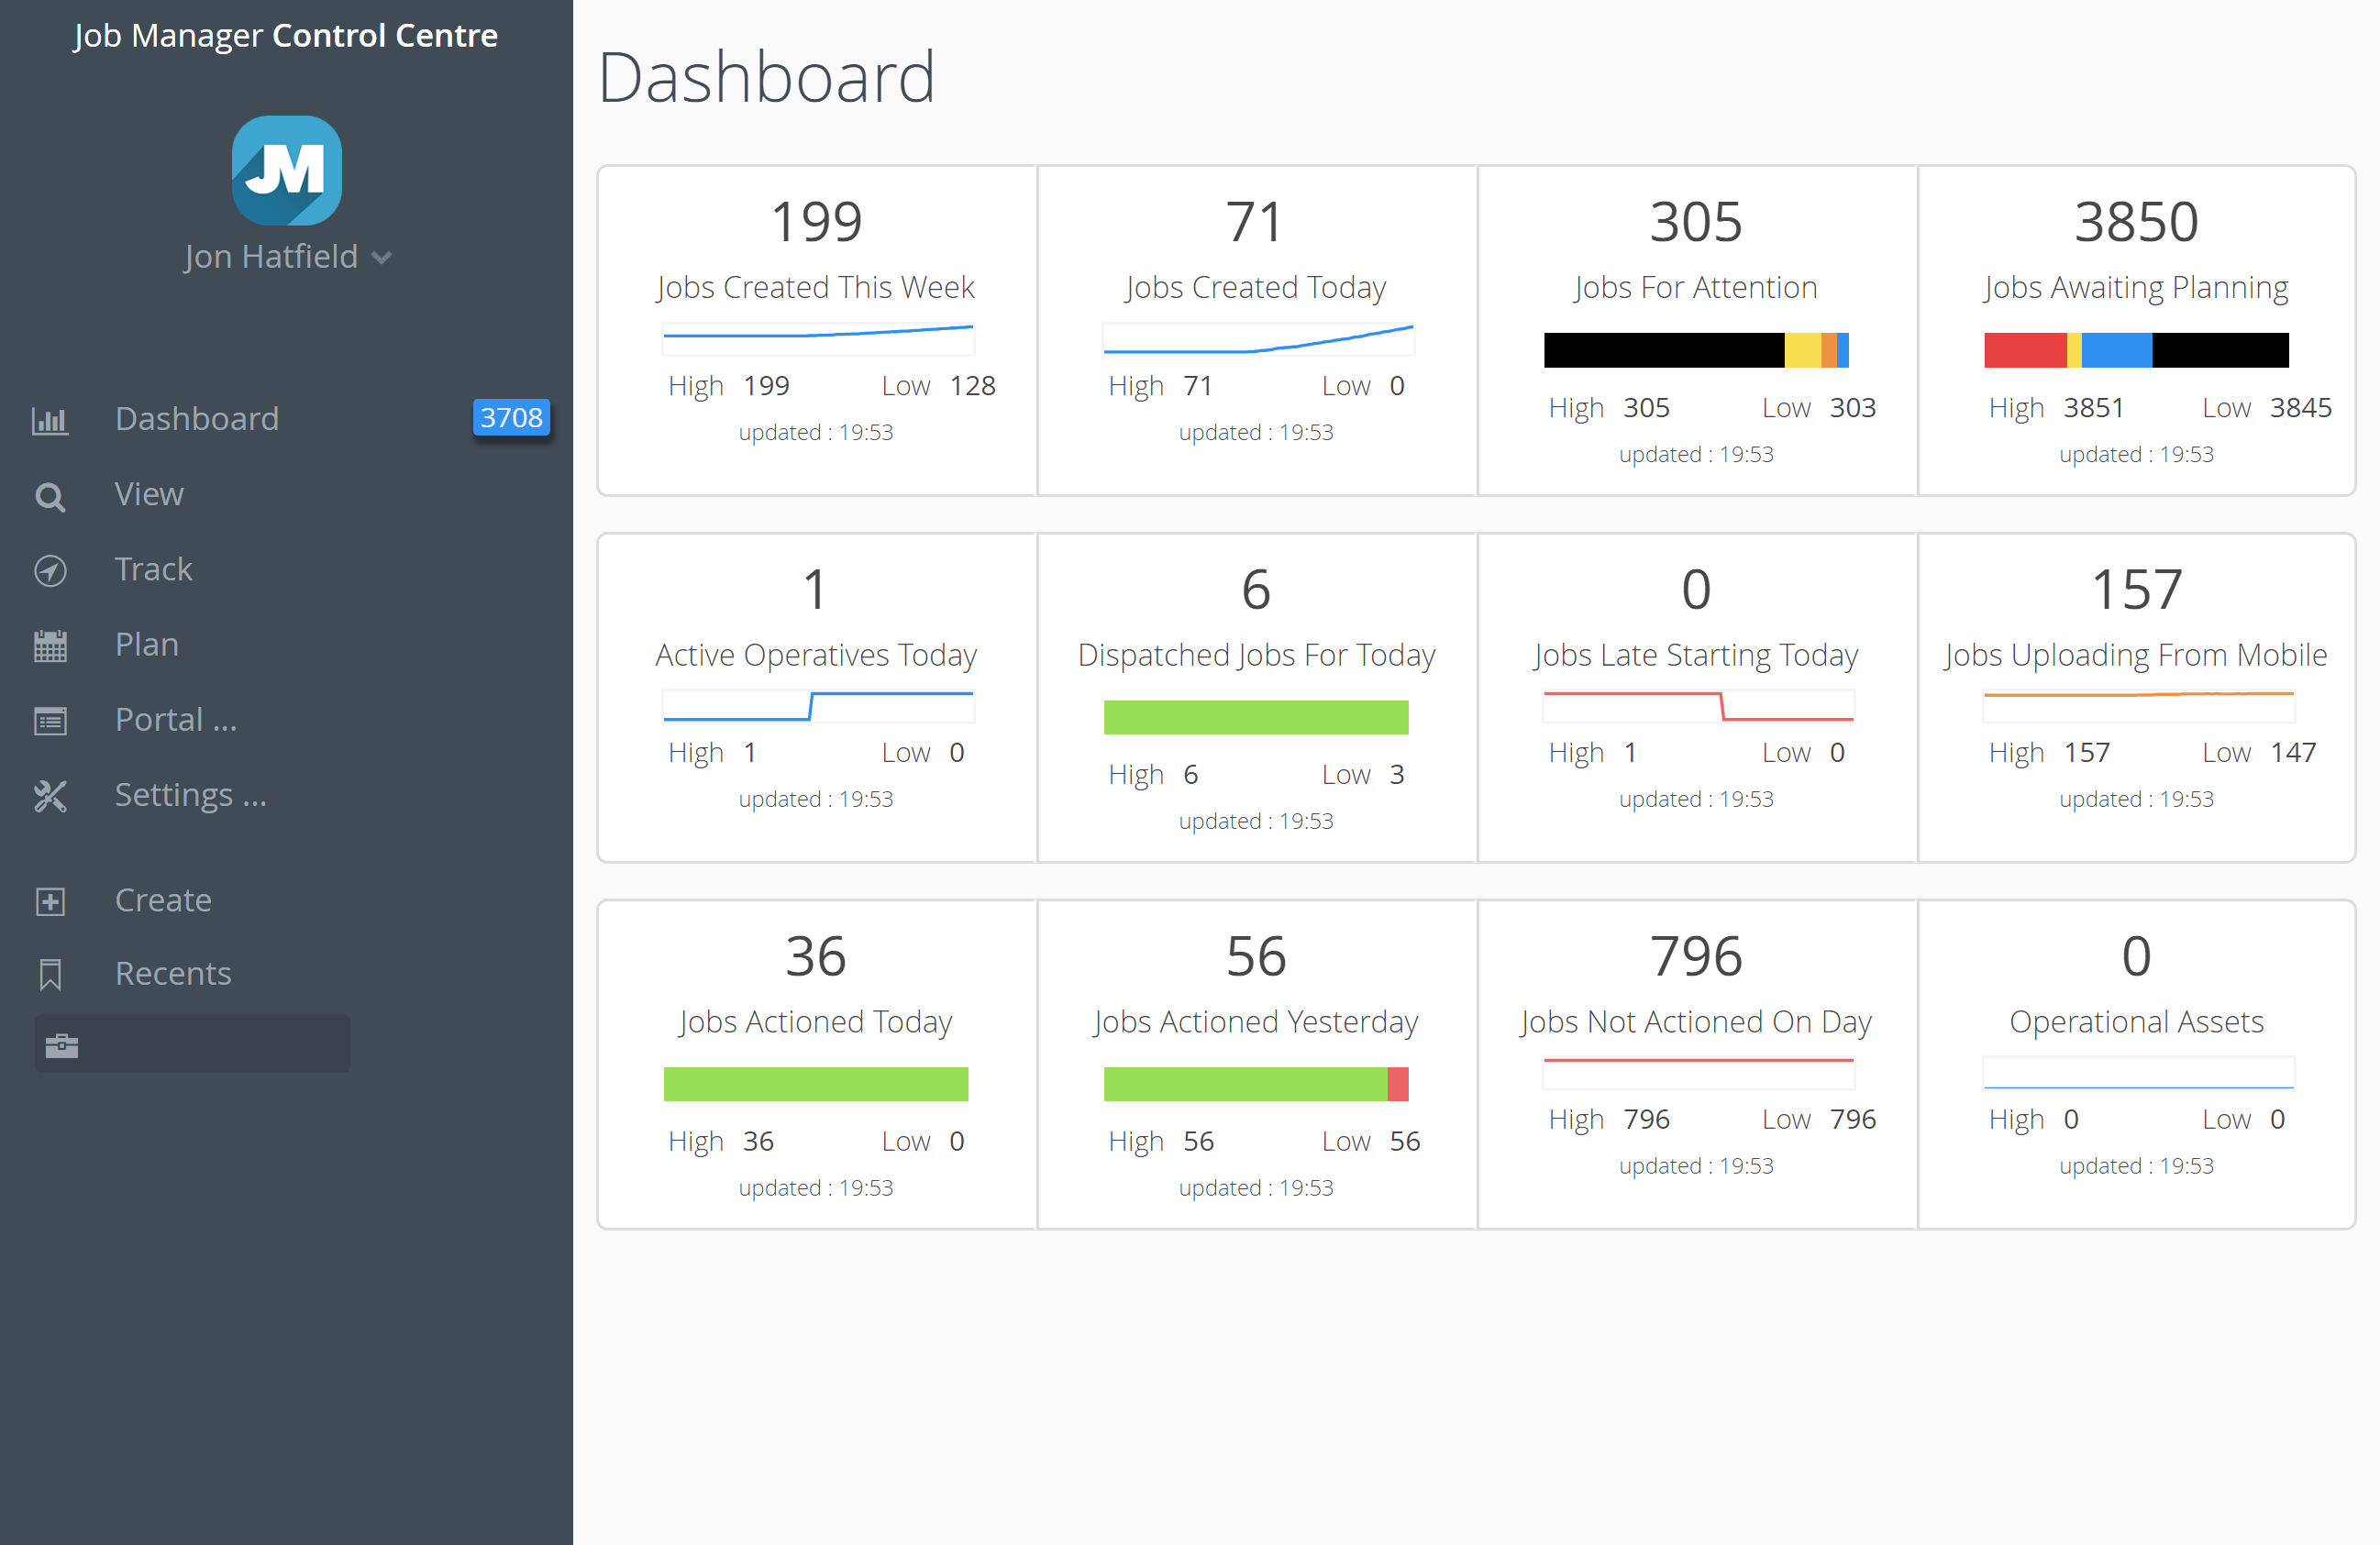 Job Manager Control Centre
JM
Jon Hatfield
Dashboard 3708
View
Track
Plan
Portal ...
Settings ...
Create
Recents
Dashboard
199
Jobs Created This Week
High 199 Low 128
updated : 19:53
71
Jobs Created Today
High 71 Low 0
updated : 19:53
305
Jobs For Attention
High 305 Low 303
updated : 19:53
3850
Jobs Awaiting Planning
High 3851 Low 3845
updated : 19:53
1
Active Operatives Today
High 1 Low 0
updated : 19:53
6
Dispatched Jobs For Today
High 6 Low 3
updated : 19:53
0
Jobs Late Starting Today
High 1 Low 0
updated : 19:53
157
Jobs Uploading From Mobile
High 157 Low 147
updated : 19:53
36
Jobs Actioned Today
High 36 Low 0
updated : 19:53
56
Jobs Actioned Yesterday
High 56 Low 56
updated : 19:53
796
Jobs Not Actioned On Day
High 796 Low 796
updated : 19:53
0
Operational Assets
High 0 Low 0
updated : 19:53